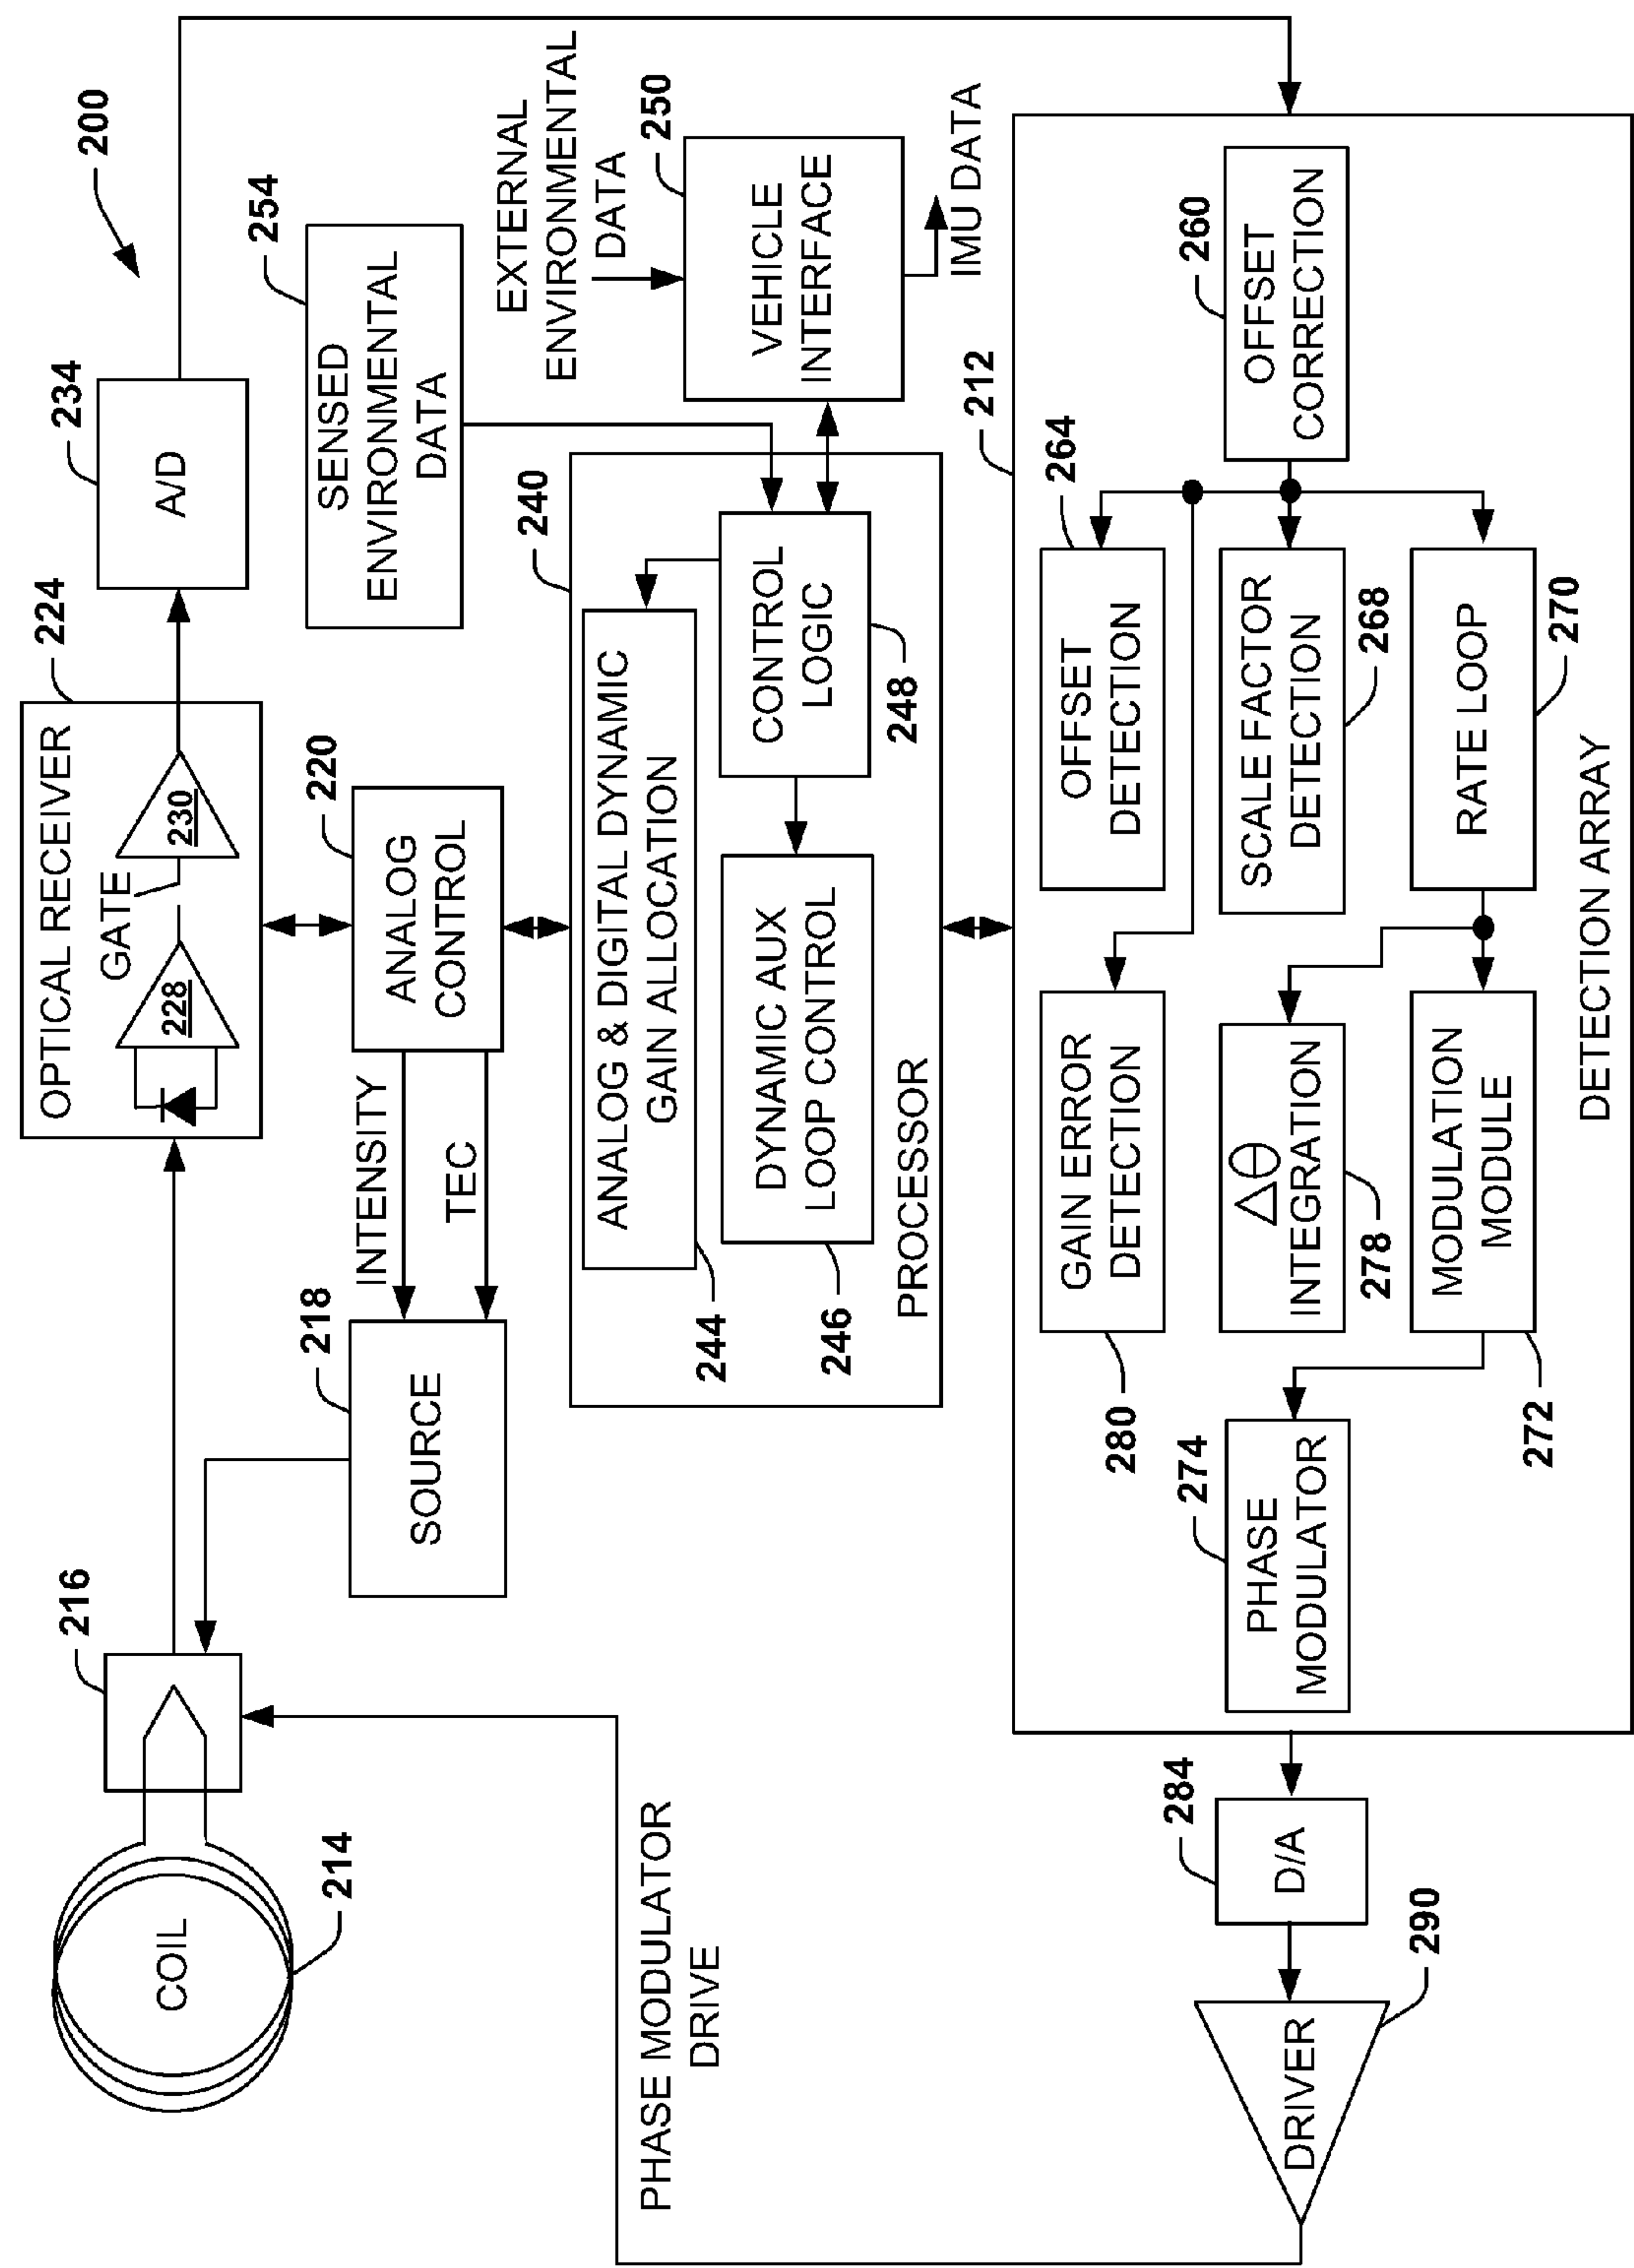 200
COIL
214
216
OPTICAL RECEIVER
224
GATE
228
230
A/D
234
SOURCE
218
INTENSITY
TEC
ANALOG
CONTROL
220
SENSED
ENVIRONMENTAL
DATA
254
EXTERNAL
ENVIRONMENTAL
DATA
VEHICLE
INTERFACE
250
IMU DATA
240
ANALOG & DIGITAL DYNAMIC
GAIN ALLOCATION
244
DYNAMIC AUX
LOOP CONTROL
246
CONTROL
LOGIC
248
PROCESSOR
PHASE MODULATOR
DRIVE
212
OFFSET
CORRECTION
260
OFFSET
DETECTION
264
SCALE FACTOR
DETECTION
268
RATE LOOP
270
GAIN ERROR
DETECTION
280
Δθ
INTEGRATION
278
MODULATION
MODULE
272
PHASE
MODULATOR
274
DETECTION ARRAY
D/A
284
DRIVER
290